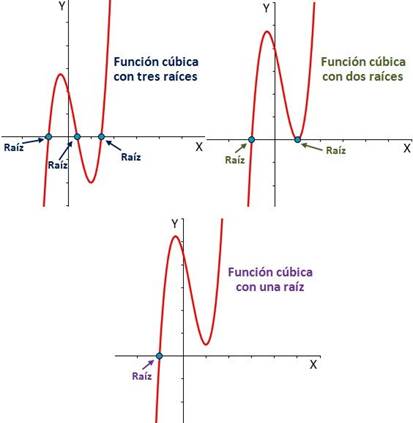 Y
Función cúbica
con tres raíces
X
Raíz
Raíz
Raíz
Y
Función cúbica
con dos raíces
X
Raíz
Raíz
Y
Función cúbica
con una raíz
X
Raíz